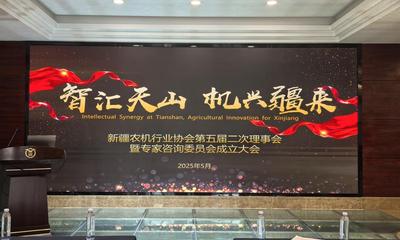 智汇天山 机兴疆来
Intellectual Synergy at Tianshan, Agricultural Innovation for Xinjiang
新疆农机行业协会第五届二次理事会
暨专家咨询委员会成立大会
2025年5月